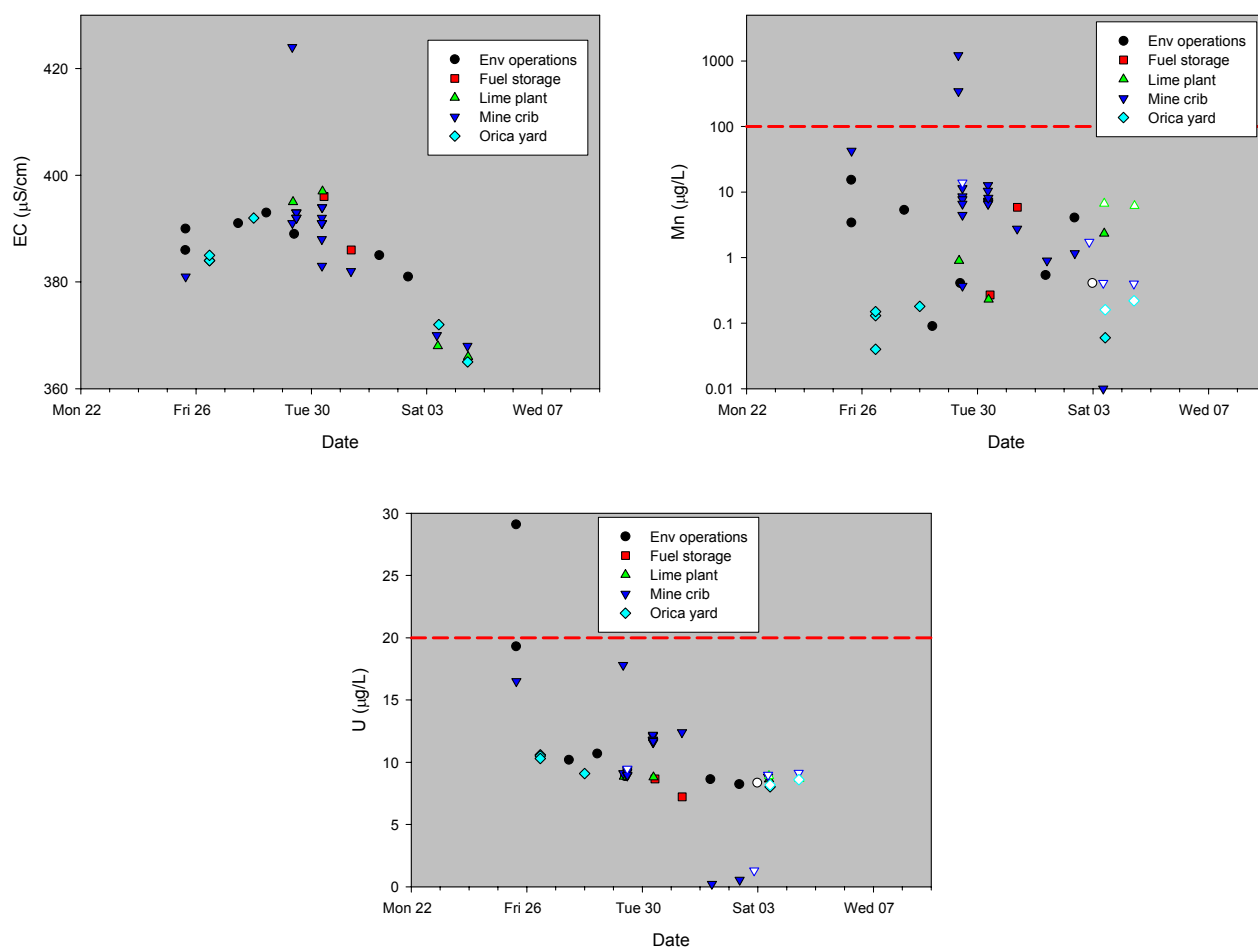 EC (μS/cm)
420
400
380
360
Env operations
Fuel storage
Lime plant
Mine crib
Orica yard
Mon 22 Fri 26 Tue 30 Sat 03 Wed 07
Date
Mn (μg/L)
1000
100
10
1
0.1
0.01
Env operations
Fuel storage
Lime plant
Mine crib
Orica yard
Mon 22 Fri 26 Tue 30 Sat 03 Wed 07
Date
U (μg/L)
30
25
20
15
10
5
0
Env operations
Fuel storage
Lime plant
Mine crib
Orica yard
Mon 22 Fri 26 Tue 30 Sat 03 Wed 07
Date